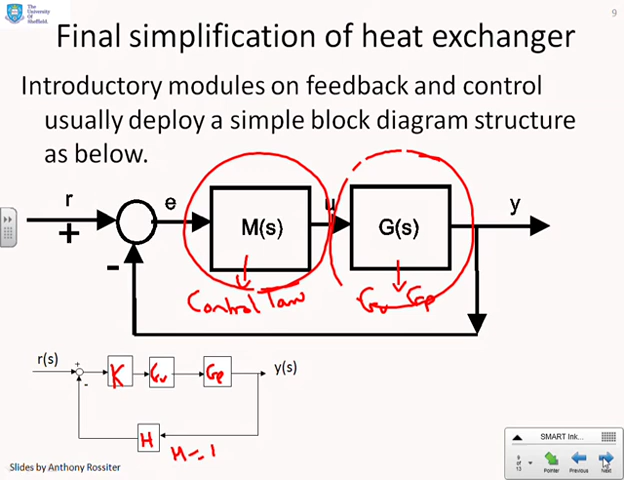 The
University
Of
Sheffield.
9
Final simplification of heat exchanger
Introductory modules on feedback and control
usually deploy a simple block diagram structure
as below.
r
e
u
y
+
M(s)
G(s)
-
Control Law
Gv Gp
r(s)
+
K
Gv
Gp
y(s)
-
H
H = 1
SMART Ink...
9
of
13
Pointer
Previous
Next
Slides by Anthony Rossiter